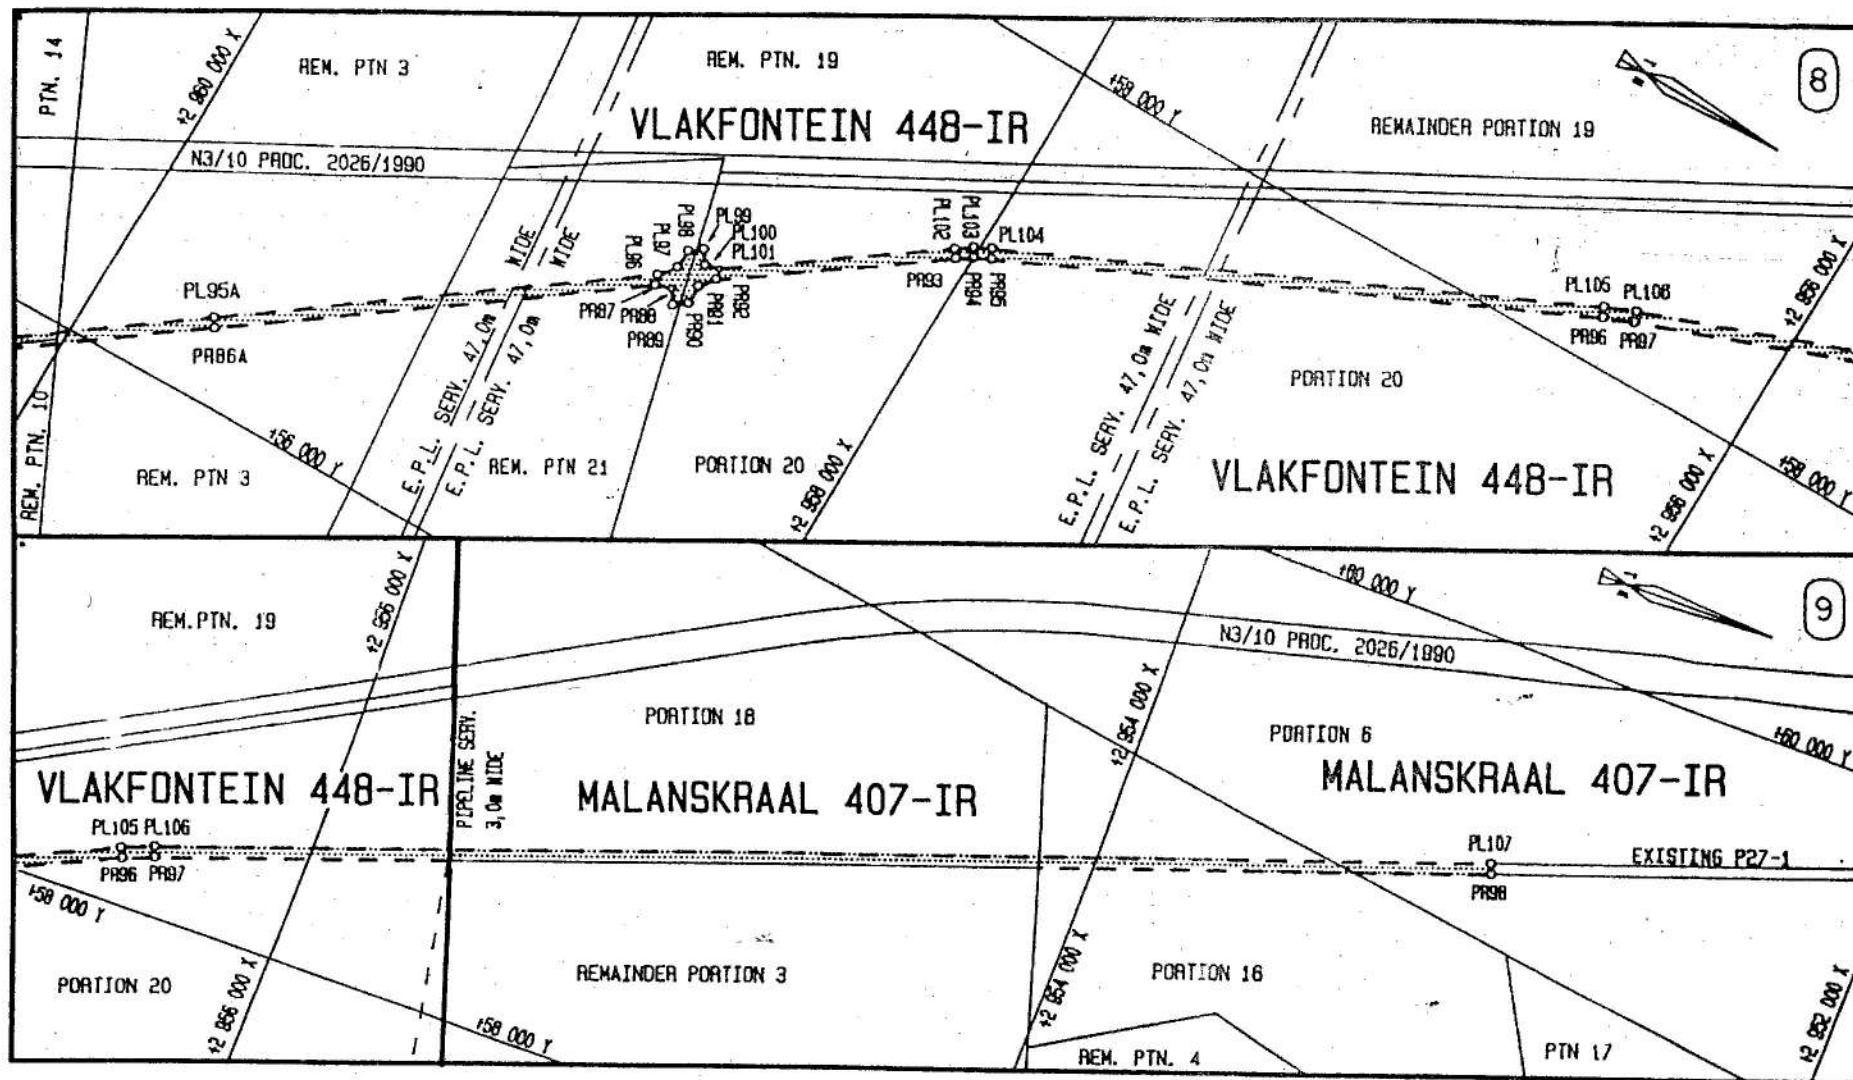 PTN. 14
+2 960 000 X
REM. PTN 3
REM. PTN. 19
+58 000 Y
8
VLAKFONTEIN 448-IR
REMAINDER PORTION 19
N3/10 PROC. 2026/1990
WIDE
WIDE
PL96
PL97
PL98
PL99
PL100
PL101
PL102
PL103
PL104
PL95A
PR86A
PR87
PR88
PR89
PR90
PR91
PR92
PR93
PR94
PR95
PL105
PL106
PR96
PR97
+2 956 000 X
REM. PTN. 10
+56 000 Y
REM. PTN 3
E.P.L. SERV. 47,0m
E.P.L. SERV. 47,0m
REM. PTN 21
PORTION 20
+2 958 000 X
E.P.L. SERV. 47,0m WIDE
E.P.L. SERV. 47,0m WIDE
PORTION 20
VLAKFONTEIN 448-IR
+2 956 000 X
+58 000 Y
REM.PTN. 19
+2 956 000 X
+60 000 Y
9
N3/10 PROC. 2026/1990
PORTION 18
+2 954 000 X
PORTION 6
+60 000 Y
VLAKFONTEIN 448-IR
PIPELINE SERV.
3,0m WIDE
MALANSKRAAL 407-IR
MALANSKRAAL 407-IR
PL105
PL106
PR96
PR97
PL107
PR98
EXISTING P27-1
+58 000 Y
PORTION 20
+2 956 000 X
+58 000 Y
REMAINDER PORTION 3
+2 954 000 X
PORTION 16
REM. PTN. 4
PTN 17
+2 952 000 X